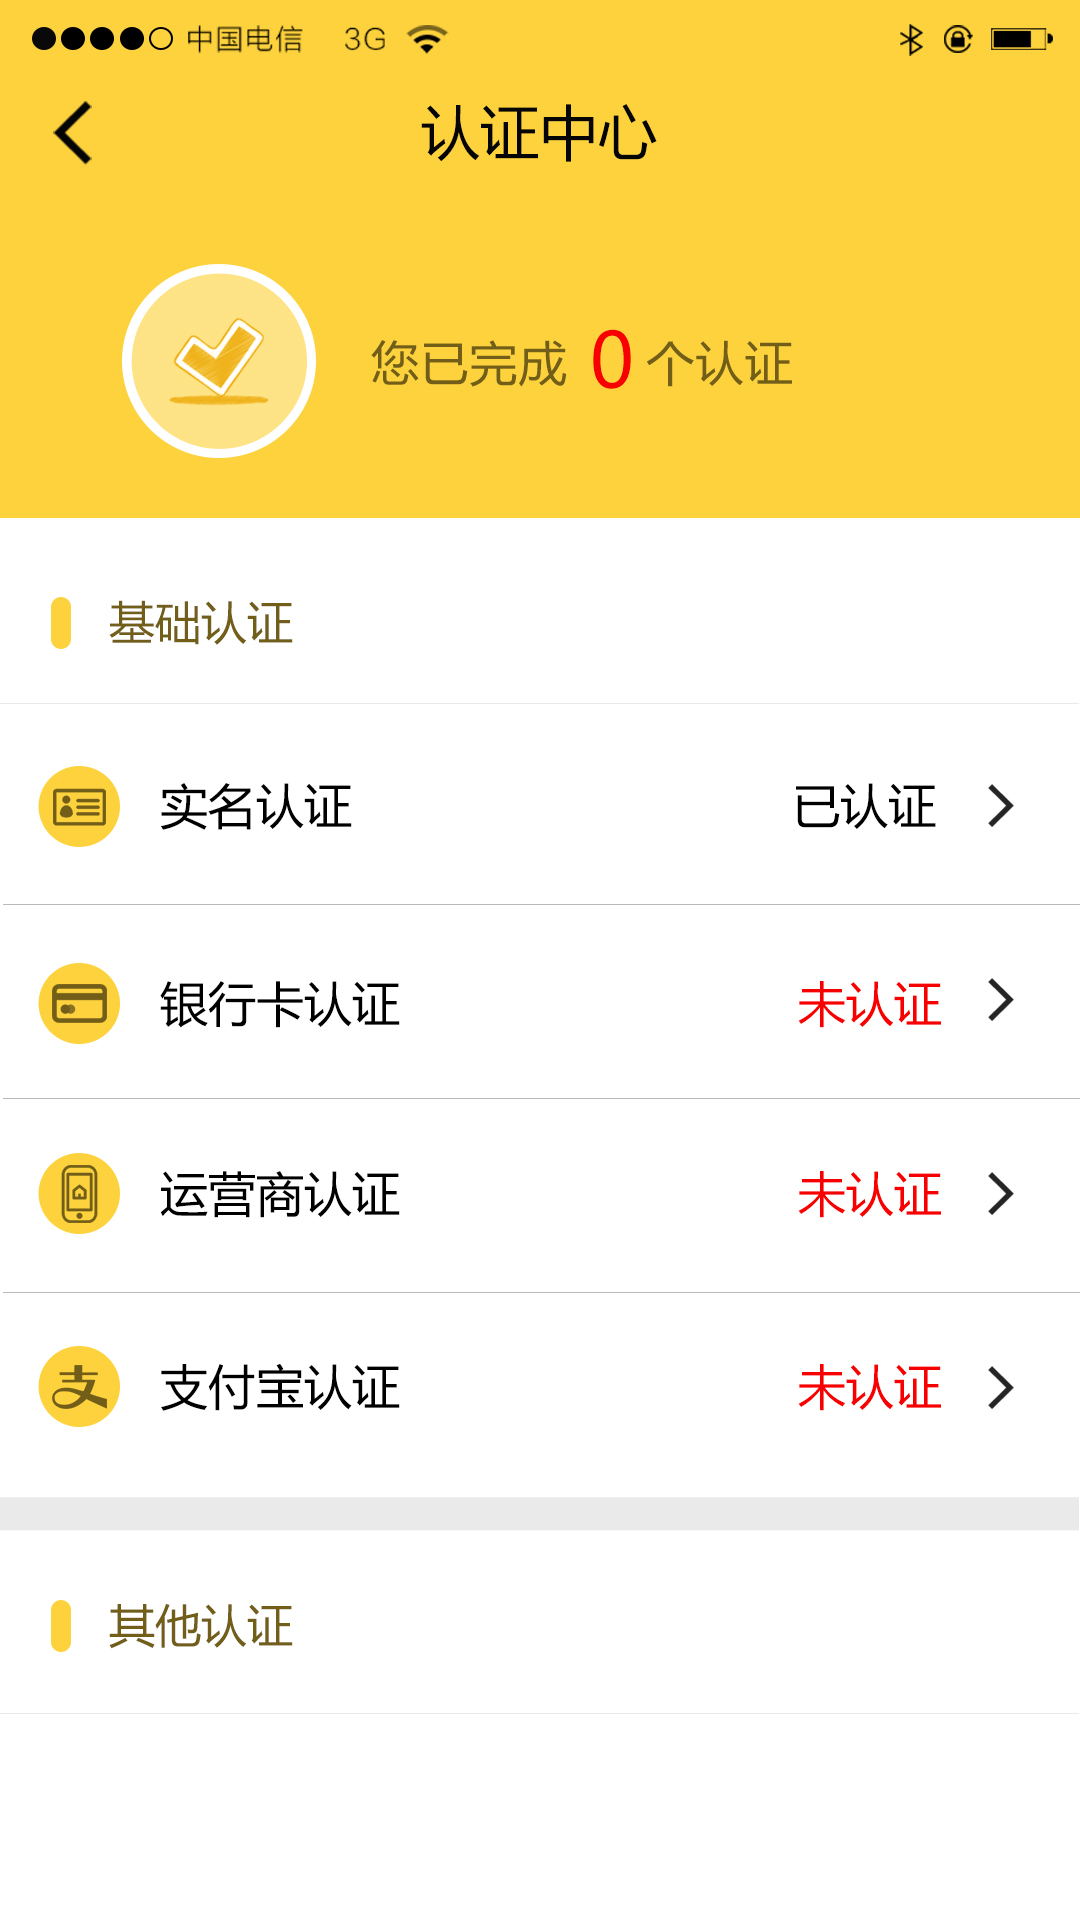 中国电信 3G
认证中心
您已完成 0 个认证
基础认证
实名认证 已认证
银行卡认证 未认证
运营商认证 未认证
支付宝认证 未认证
其他认证